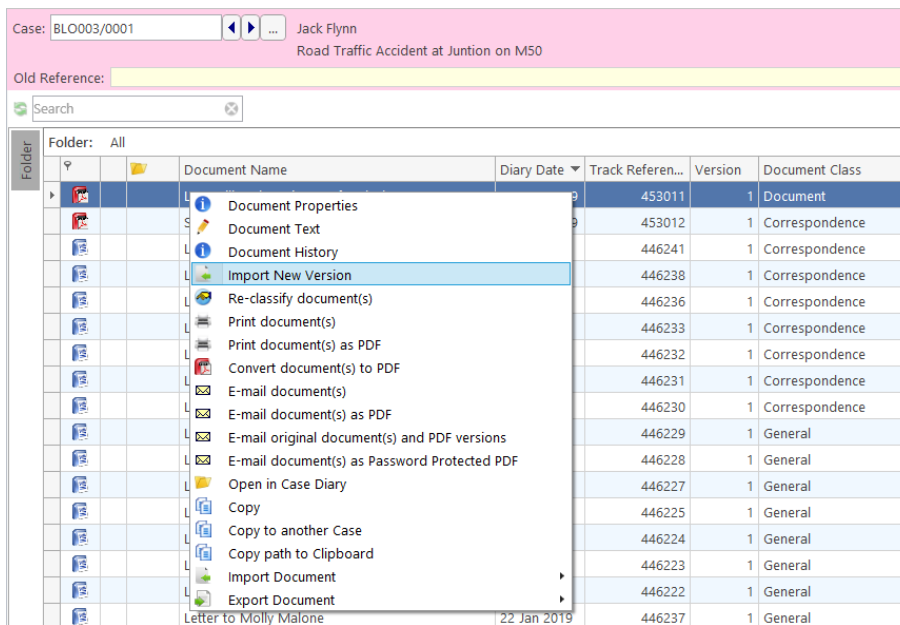 Case: BLO003/0001 ... Jack Flynn
Road Traffic Accident at Juntion on M50
Old Reference:
Search
Folder
Folder: All
Document Name Diary Date Track Referen... Version Document Class
453011 1 Document
453012 1 Correspondence
446241 1 Correspondence
446238 1 Correspondence
446236 1 Correspondence
446233 1 Correspondence
446232 1 Correspondence
446231 1 Correspondence
446230 1 Correspondence
446229 1 General
446228 1 General
446227 1 General
446225 1 General
446224 1 General
446223 1 General
446222 1 General
Letter to Molly Malone 22 Jan 2019 446237 1 General
Document Properties
Document Text
Document History
Import New Version
Re-classify document(s)
Print document(s)
Print document(s) as PDF
Convert document(s) to PDF
E-mail document(s)
E-mail document(s) as PDF
E-mail original document(s) and PDF versions
E-mail document(s) as Password Protected PDF
Open in Case Diary
Copy
Copy to another Case
Copy path to Clipboard
Import Document
Export Document